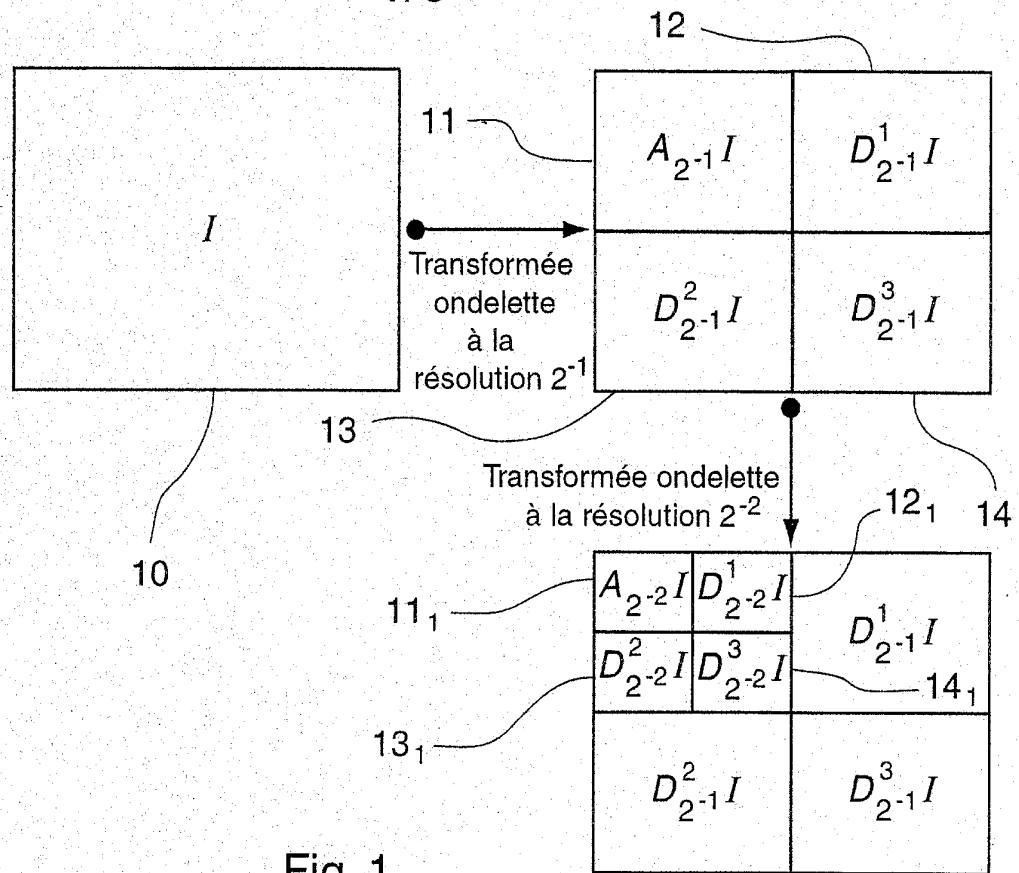 12
11
I
A_{2^{-1}} I
D^1_{2^{-1}} I
Transformée
ondelette
à la
résolution 2^{-1}
D^2_{2^{-1}} I
D^3_{2^{-1}} I
13
Transformée ondelette
à la résolution 2^{-2}
12_1
14
10
11_1
A_{2^{-2}} I
D^1_{2^{-2}} I
D^1_{2^{-1}} I
D^2_{2^{-2}} I
D^3_{2^{-2}} I
14_1
13_1
D^2_{2^{-1}} I
D^3_{2^{-1}} I
Fig. 1